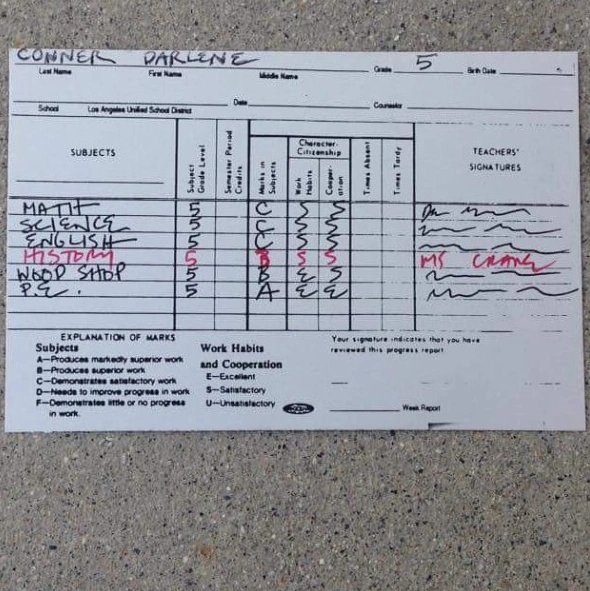 CONNER DARLENE 5
Last Name First Name Middle Name Grade Birth Date
School Los Angeles Unified School District Date Counselor
SUBJECTS Subject Grade Level Semester Period Credits Marks in Subjects Character-Citizenship Work Habits Cooperation Times Absent Times Tardy TEACHERS' SIGNATURES
MATH 5 C S S
SCIENCE 5 C S S
ENGLISH 5 C S S
HISTORY 5 B S S MS CRANE
WOOD SHOP 5 B E S
P.E. 5 A E E
EXPLANATION OF MARKS
Subjects
A—Produces markedly superior work
B—Produces superior work
C—Demonstrates satisfactory work
D—Needs to improve progress in work
F—Demonstrates little or no progress
in work.
Work Habits
and Cooperation
E—Excellent
S—Satisfactory
U—Unsatisfactory
Your signature indicates that you have
reviewed this progress report
Week Report